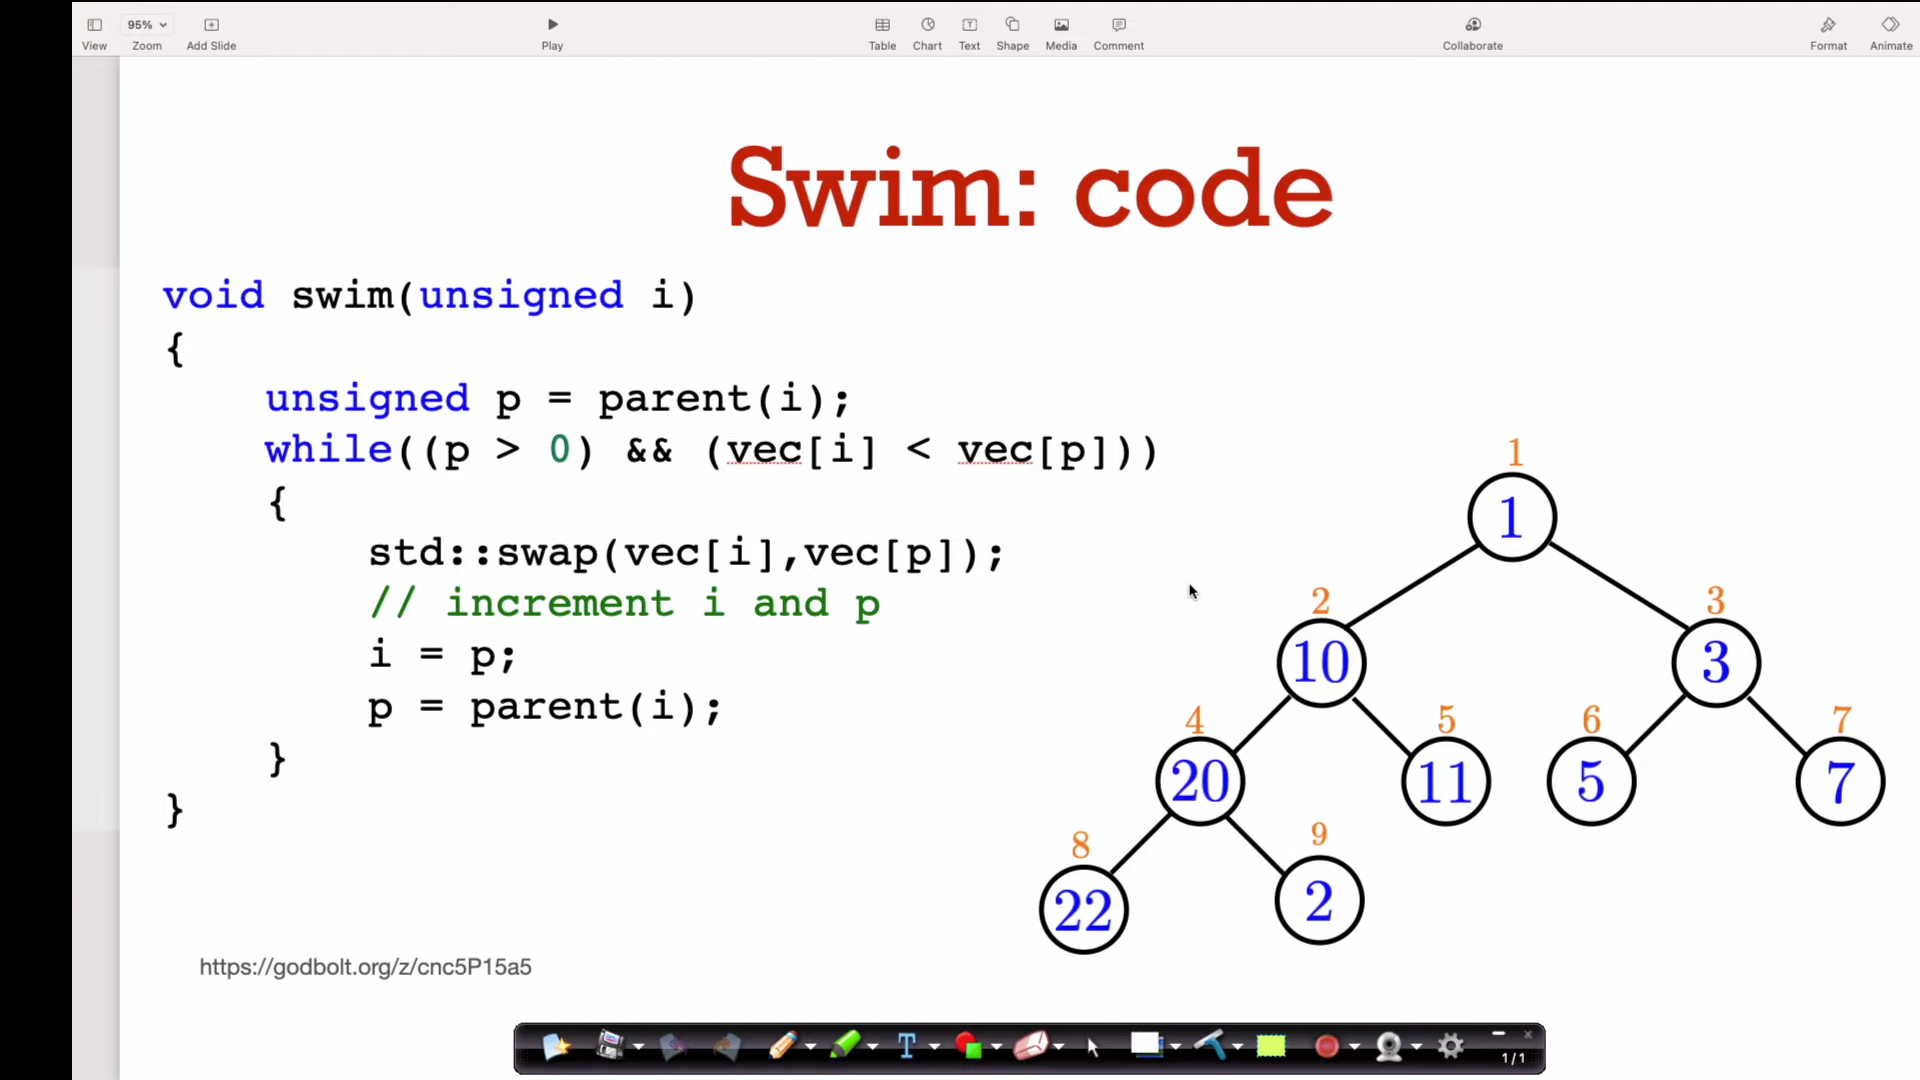 95%
View Zoom Add Slide Play Table Chart Text Shape Media Comment Collaborate Format Animate
Swim: code
void swim(unsigned i)
{
unsigned p = parent(i);
while((p > 0) && (vec[i] < vec[p]))
{
std::swap(vec[i],vec[p]);
// increment i and p
i = p;
p = parent(i);
}
}
1
1
2 3
10 3
4 5 6 7
20 11 5 7
8 9
22 2
https://godbolt.org/z/cnc5P15a5
T
1/1